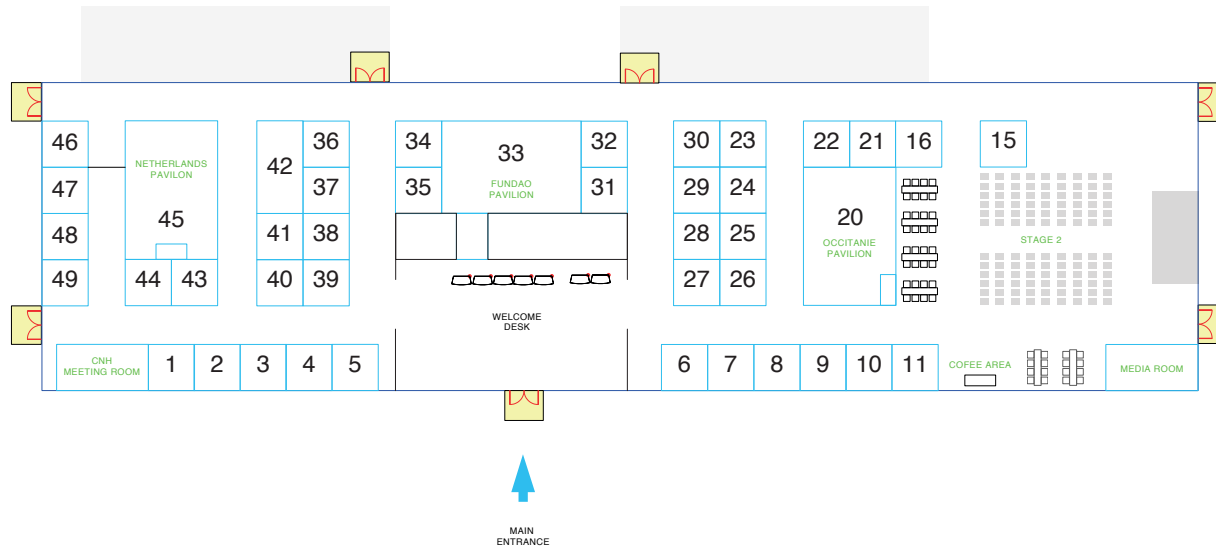 46
34
36
32
30
23
22
21
16
15
42
33
NETHERLANDS
PAVILON
47
37
35
FUNDAO
PAVILION
31
29
24
45
20
48
41
38
28
25
OCCITANIE
PAVILION
STAGE 2
49
44
43
40
39
27
26
WELCOME
DESK
CNH
MEETING ROOM
1
2
3
4
5
6
7
8
9
10
11
COFEE AREA
MEDIA ROOM
MAIN
ENTRANCE